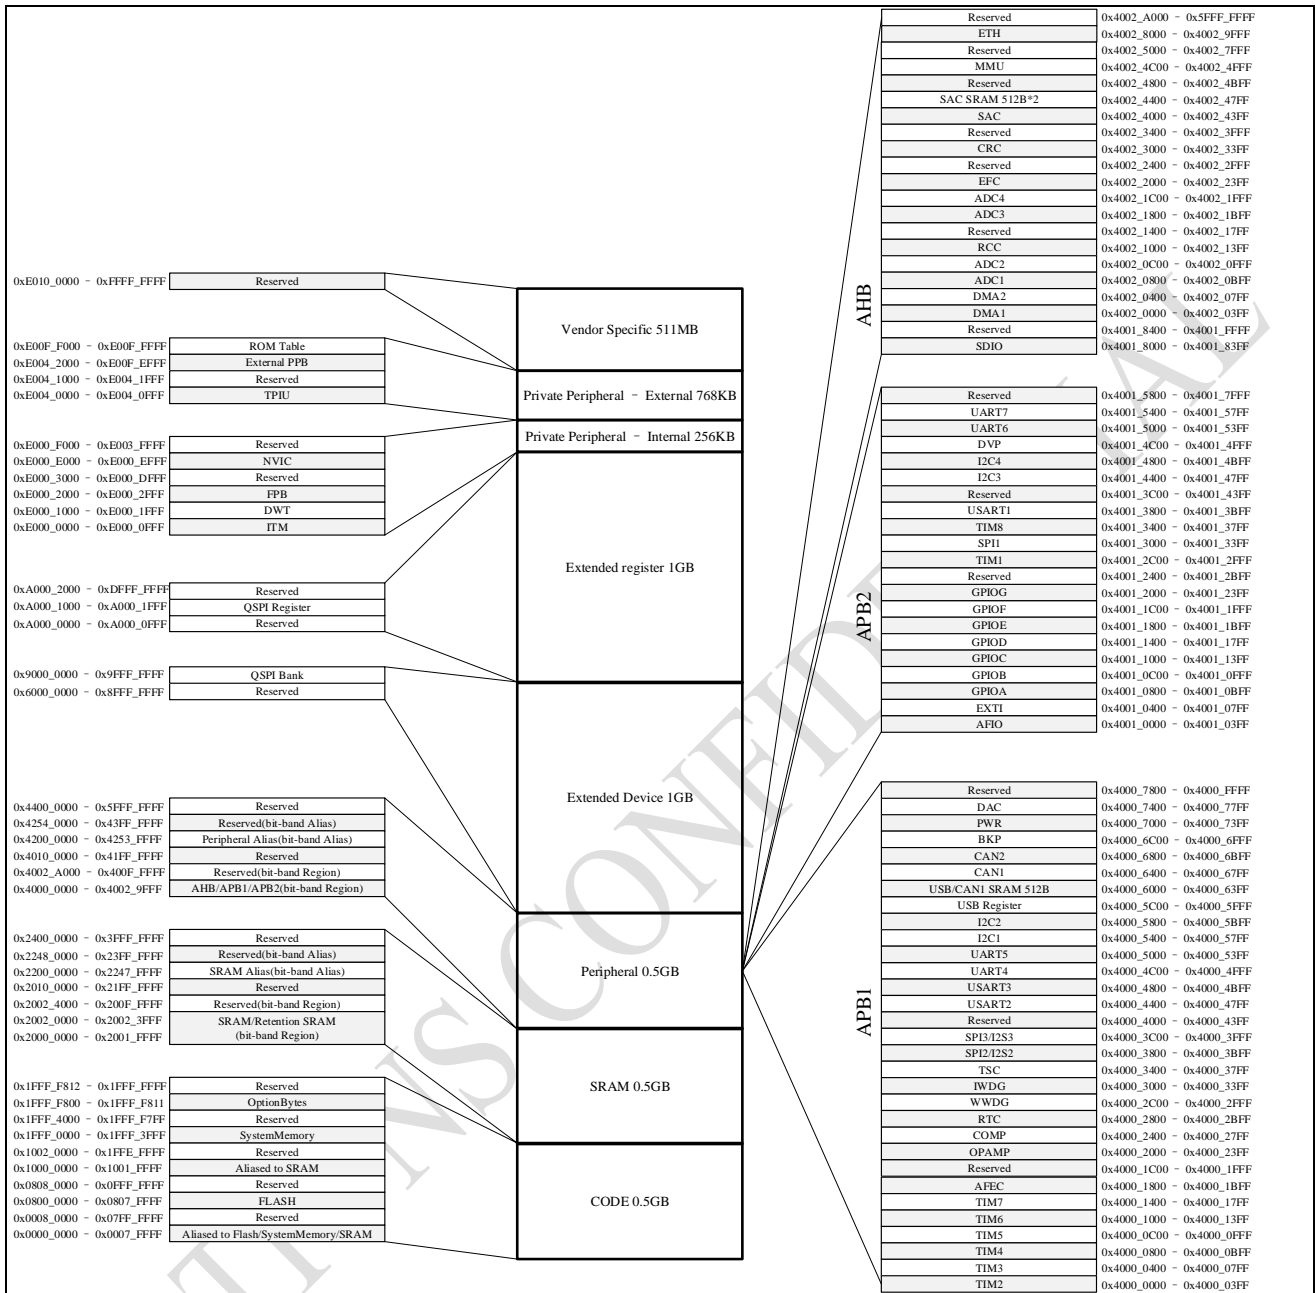 0xE010_0000 - 0xFFFF_FFFF Reserved
0xE00F_F000 - 0xE00F_FFFF ROM Table
0xE004_2000 - 0xE00F_EFFF External PPB
0xE004_1000 - 0xE004_1FFF Reserved
0xE004_0000 - 0xE004_0FFF TPIU
0xE000_F000 - 0xE003_FFFF Reserved
0xE000_E000 - 0xE000_EFFF NVIC
0xE000_3000 - 0xE000_DFFF Reserved
0xE000_2000 - 0xE000_2FFF FPB
0xE000_1000 - 0xE000_1FFF DWT
0xE000_0000 - 0xE000_0FFF ITM
0xA000_2000 - 0xDFFF_FFFF Reserved
0xA000_1000 - 0xA000_1FFF QSPI Register
0xA000_0000 - 0xA000_0FFF Reserved
0x9000_0000 - 0x9FFF_FFFF QSPI Bank
0x6000_0000 - 0x8FFF_FFFF Reserved
0x4400_0000 - 0x5FFF_FFFF Reserved
0x4254_0000 - 0x43FF_FFFF Reserved(bit-band Alias)
0x4200_0000 - 0x4253_FFFF Peripheral Alias(bit-band Alias)
0x4010_0000 - 0x41FF_FFFF Reserved
0x4002_A000 - 0x400F_FFFF Reserved(bit-band Region)
0x4000_0000 - 0x4002_9FFF AHB/APB1/APB2(bit-band Region)
0x2400_0000 - 0x3FFF_FFFF Reserved
0x2248_0000 - 0x23FF_FFFF Reserved(bit-band Alias)
0x2200_0000 - 0x2247_FFFF SRAM Alias(bit-band Alias)
0x2010_0000 - 0x21FF_FFFF Reserved
0x2002_4000 - 0x200F_FFFF Reserved(bit-band Region)
0x2002_0000 - 0x2002_3FFF SRAM/Retention SRAM
0x2000_0000 - 0x2001_FFFF (bit-band Region)
0x1FFF_F812 - 0x1FFF_FFFF Reserved
0x1FFF_F800 - 0x1FFF_F811 OptionBytes
0x1FFF_4000 - 0x1FFF_F7FF Reserved
0x1FFF_0000 - 0x1FFF_3FFF SystemMemory
0x1002_0000 - 0x1FFE_FFFF Reserved
0x1000_0000 - 0x1001_FFFF Aliased to SRAM
0x0808_0000 - 0x0FFF_FFFF Reserved
0x0800_0000 - 0x0807_FFFF FLASH
0x0008_0000 - 0x07FF_FFFF Reserved
0x0000_0000 - 0x0007_FFFF Aliased to Flash/SystemMemory/SRAM
Vendor Specific 511MB
Private Peripheral - External 768KB
Private Peripheral - Internal 256KB
Extended register 1GB
Extended Device 1GB
Peripheral 0.5GB
SRAM 0.5GB
CODE 0.5GB
AHB
Reserved 0x4002_A000 - 0x5FFF_FFFF
ETH 0x4002_8000 - 0x4002_9FFF
Reserved 0x4002_5000 - 0x4002_7FFF
MMU 0x4002_4C00 - 0x4002_4FFF
Reserved 0x4002_4800 - 0x4002_4BFF
SAC SRAM 512B*2 0x4002_4400 - 0x4002_47FF
SAC 0x4002_4000 - 0x4002_43FF
Reserved 0x4002_3400 - 0x4002_3FFF
CRC 0x4002_3000 - 0x4002_33FF
Reserved 0x4002_2400 - 0x4002_2FFF
EFC 0x4002_2000 - 0x4002_23FF
ADC4 0x4002_1C00 - 0x4002_1FFF
ADC3 0x4002_1800 - 0x4002_1BFF
Reserved 0x4002_1400 - 0x4002_17FF
RCC 0x4002_1000 - 0x4002_13FF
ADC2 0x4002_0C00 - 0x4002_0FFF
ADC1 0x4002_0800 - 0x4002_0BFF
DMA2 0x4002_0400 - 0x4002_07FF
DMA1 0x4002_0000 - 0x4002_03FF
Reserved 0x4001_8400 - 0x4001_FFFF
SDIO 0x4001_8000 - 0x4001_83FF
APB2
Reserved 0x4001_5800 - 0x4001_7FFF
UART7 0x4001_5400 - 0x4001_57FF
UART6 0x4001_5000 - 0x4001_53FF
DVP 0x4001_4C00 - 0x4001_4FFF
I2C4 0x4001_4800 - 0x4001_4BFF
I2C3 0x4001_4400 - 0x4001_47FF
Reserved 0x4001_3C00 - 0x4001_43FF
USART1 0x4001_3800 - 0x4001_3BFF
TIM8 0x4001_3400 - 0x4001_37FF
SPI1 0x4001_3000 - 0x4001_33FF
TIM1 0x4001_2C00 - 0x4001_2FFF
Reserved 0x4001_2400 - 0x4001_2BFF
GPIOG 0x4001_2000 - 0x4001_23FF
GPIOF 0x4001_1C00 - 0x4001_1FFF
GPIOE 0x4001_1800 - 0x4001_1BFF
GPIOD 0x4001_1400 - 0x4001_17FF
GPIOC 0x4001_1000 - 0x4001_13FF
GPIOB 0x4001_0C00 - 0x4001_0FFF
GPIOA 0x4001_0800 - 0x4001_0BFF
EXTI 0x4001_0400 - 0x4001_07FF
AFIO 0x4001_0000 - 0x4001_03FF
APB1
Reserved 0x4000_7800 - 0x4000_FFFF
DAC 0x4000_7400 - 0x4000_77FF
PWR 0x4000_7000 - 0x4000_73FF
BKP 0x4000_6C00 - 0x4000_6FFF
CAN2 0x4000_6800 - 0x4000_6BFF
CAN1 0x4000_6400 - 0x4000_67FF
USB/CAN1 SRAM 512B 0x4000_6000 - 0x4000_63FF
USB Register 0x4000_5C00 - 0x4000_5FFF
I2C2 0x4000_5800 - 0x4000_5BFF
I2C1 0x4000_5400 - 0x4000_57FF
UART5 0x4000_5000 - 0x4000_53FF
UART4 0x4000_4C00 - 0x4000_4FFF
USART3 0x4000_4800 - 0x4000_4BFF
USART2 0x4000_4400 - 0x4000_47FF
Reserved 0x4000_4000 - 0x4000_43FF
SPI3/I2S3 0x4000_3C00 - 0x4000_3FFF
SPI2/I2S2 0x4000_3800 - 0x4000_3BFF
TSC 0x4000_3400 - 0x4000_37FF
IWDG 0x4000_3000 - 0x4000_33FF
WWDG 0x4000_2C00 - 0x4000_2FFF
RTC 0x4000_2800 - 0x4000_2BFF
COMP 0x4000_2400 - 0x4000_27FF
OPAMP 0x4000_2000 - 0x4000_23FF
Reserved 0x4000_1C00 - 0x4000_1FFF
AFEC 0x4000_1800 - 0x4000_1BFF
TIM7 0x4000_1400 - 0x4000_17FF
TIM6 0x4000_1000 - 0x4000_13FF
TIM5 0x4000_0C00 - 0x4000_0FFF
TIM4 0x4000_0800 - 0x4000_0BFF
TIM3 0x4000_0400 - 0x4000_07FF
TIM2 0x4000_0000 - 0x4000_03FF